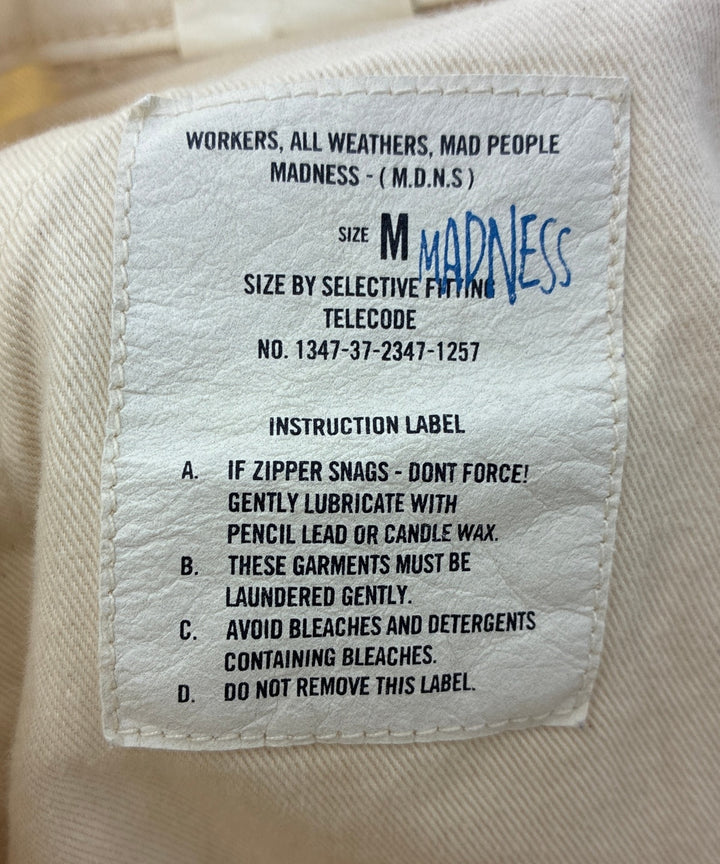 WORKERS, ALL WEATHERS, MAD PEOPLE
MADNESS - ( M.D.N.S )
SIZE M MADNESS
SIZE BY SELECTIVE FITTING
TELECODE
NO. 1347-37-2347-1257
INSTRUCTION LABEL
A. IF ZIPPER SNAGS - DONT FORCE!
GENTLY LUBRICATE WITH
PENCIL LEAD OR CANDLE WAX.
B. THESE GARMENTS MUST BE
LAUNDERED GENTLY.
C. AVOID BLEACHES AND DETERGENTS
CONTAINING BLEACHES.
D. DO NOT REMOVE THIS LABEL.